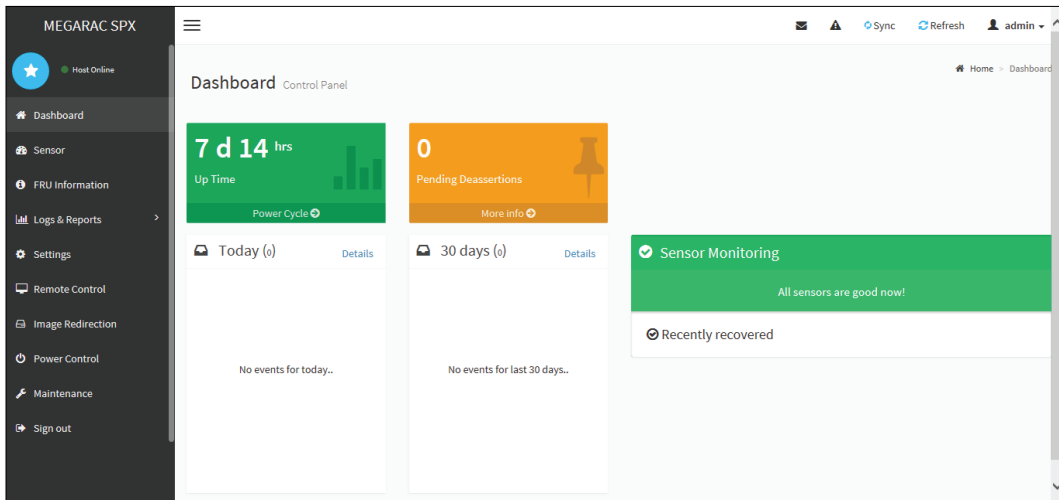 MEGARAC SPX
Host Online
Dashboard
Sensor
FRU Information
Logs & Reports
Settings
Remote Control
Image Redirection
Power Control
Maintenance
Sign out
Sync Refresh admin
Dashboard Control Panel
Home > Dashboard
7 d 14 hrs
Up Time
Power Cycle
0
Pending Deassertions
More info
Today (0) Details
No events for today..
30 days (0) Details
No events for last 30 days..
Sensor Monitoring
All sensors are good now!
Recently recovered